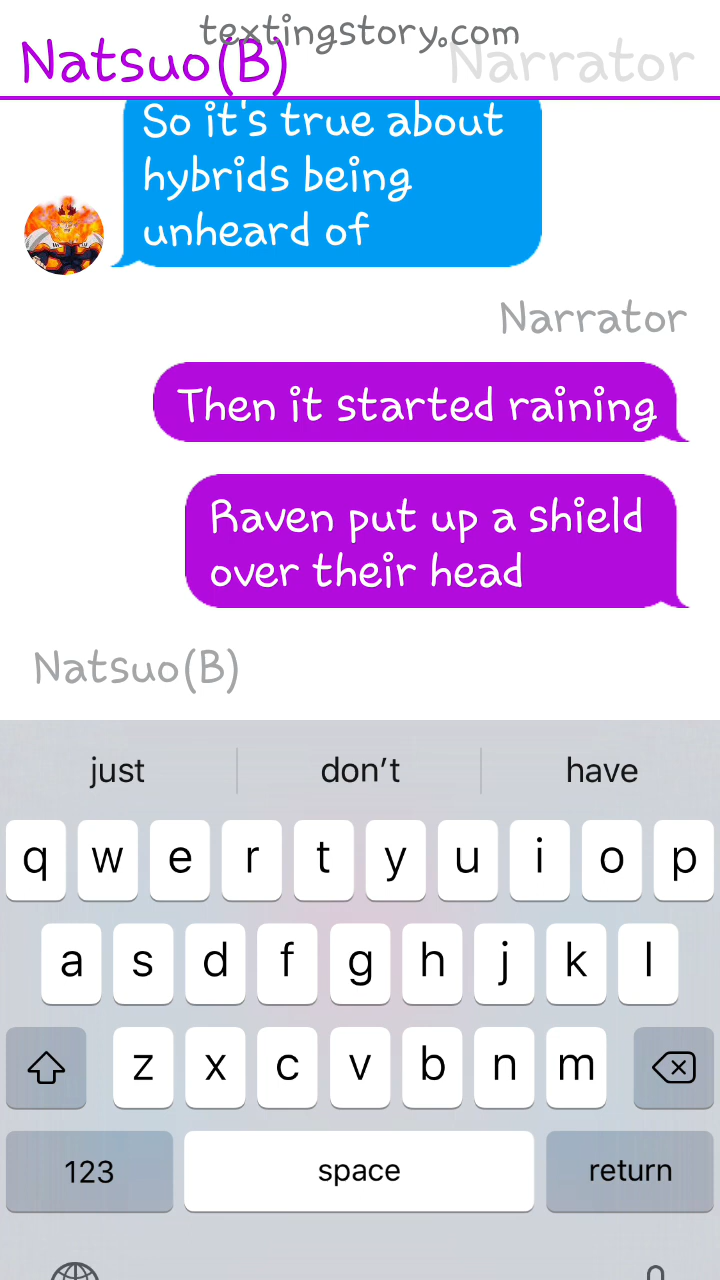 textingstory.com
Natsuo(B) Narrator
So it's true about
hybrids being
unheard of
Narrator
Then it started raining
Raven put up a shield
over their head
Natsuo(B)
just don't have
q w e r t y u i o p
a s d f g h j k l
z x c v b n m
123 space return